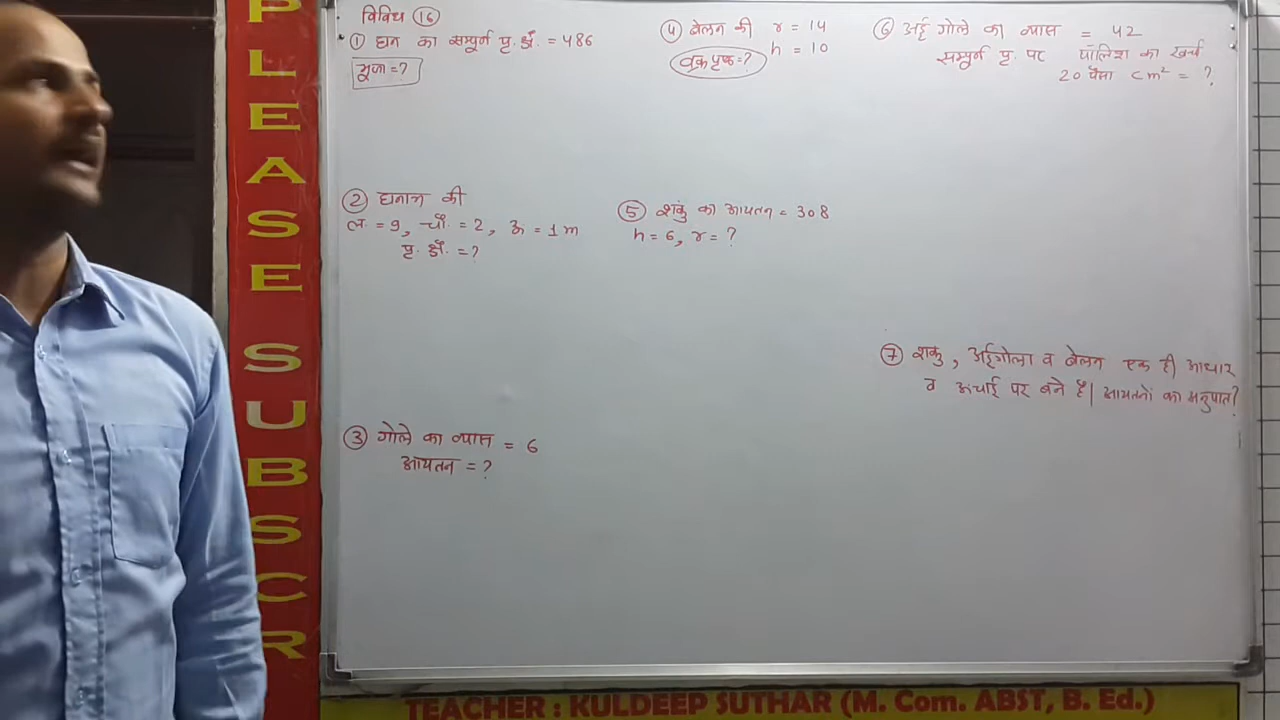 PLEASE SUBSCR
विविध (16)
① घन का सम्पूर्ण पृ. क्षे. = 486
भूजा = ?
② घनाभ की
ल. = 9, चौ. = 2, ऊ = 1 m
पृ. क्षे. = ?
③ गोले का व्यास = 6
आयतन = ?
④ बेलन की r = 14
h = 10
वक्रपृष्ठ = ?
⑤ शंकु का आयतन = 308
h = 6, r = ?
⑥ अर्द्ध गोले का व्यास = 42
सम्पूर्ण पृ. पर पॉलिश का खर्च
20 पैसा cm² = ?
⑦ शंकु, अर्द्धगोला व बेलन एक ही आधार
व ऊंचाई पर बने है| आयतनों का अनुपात?
TEACHER : KULDEEP SUTHAR (M. Com. ABST, B. Ed.)